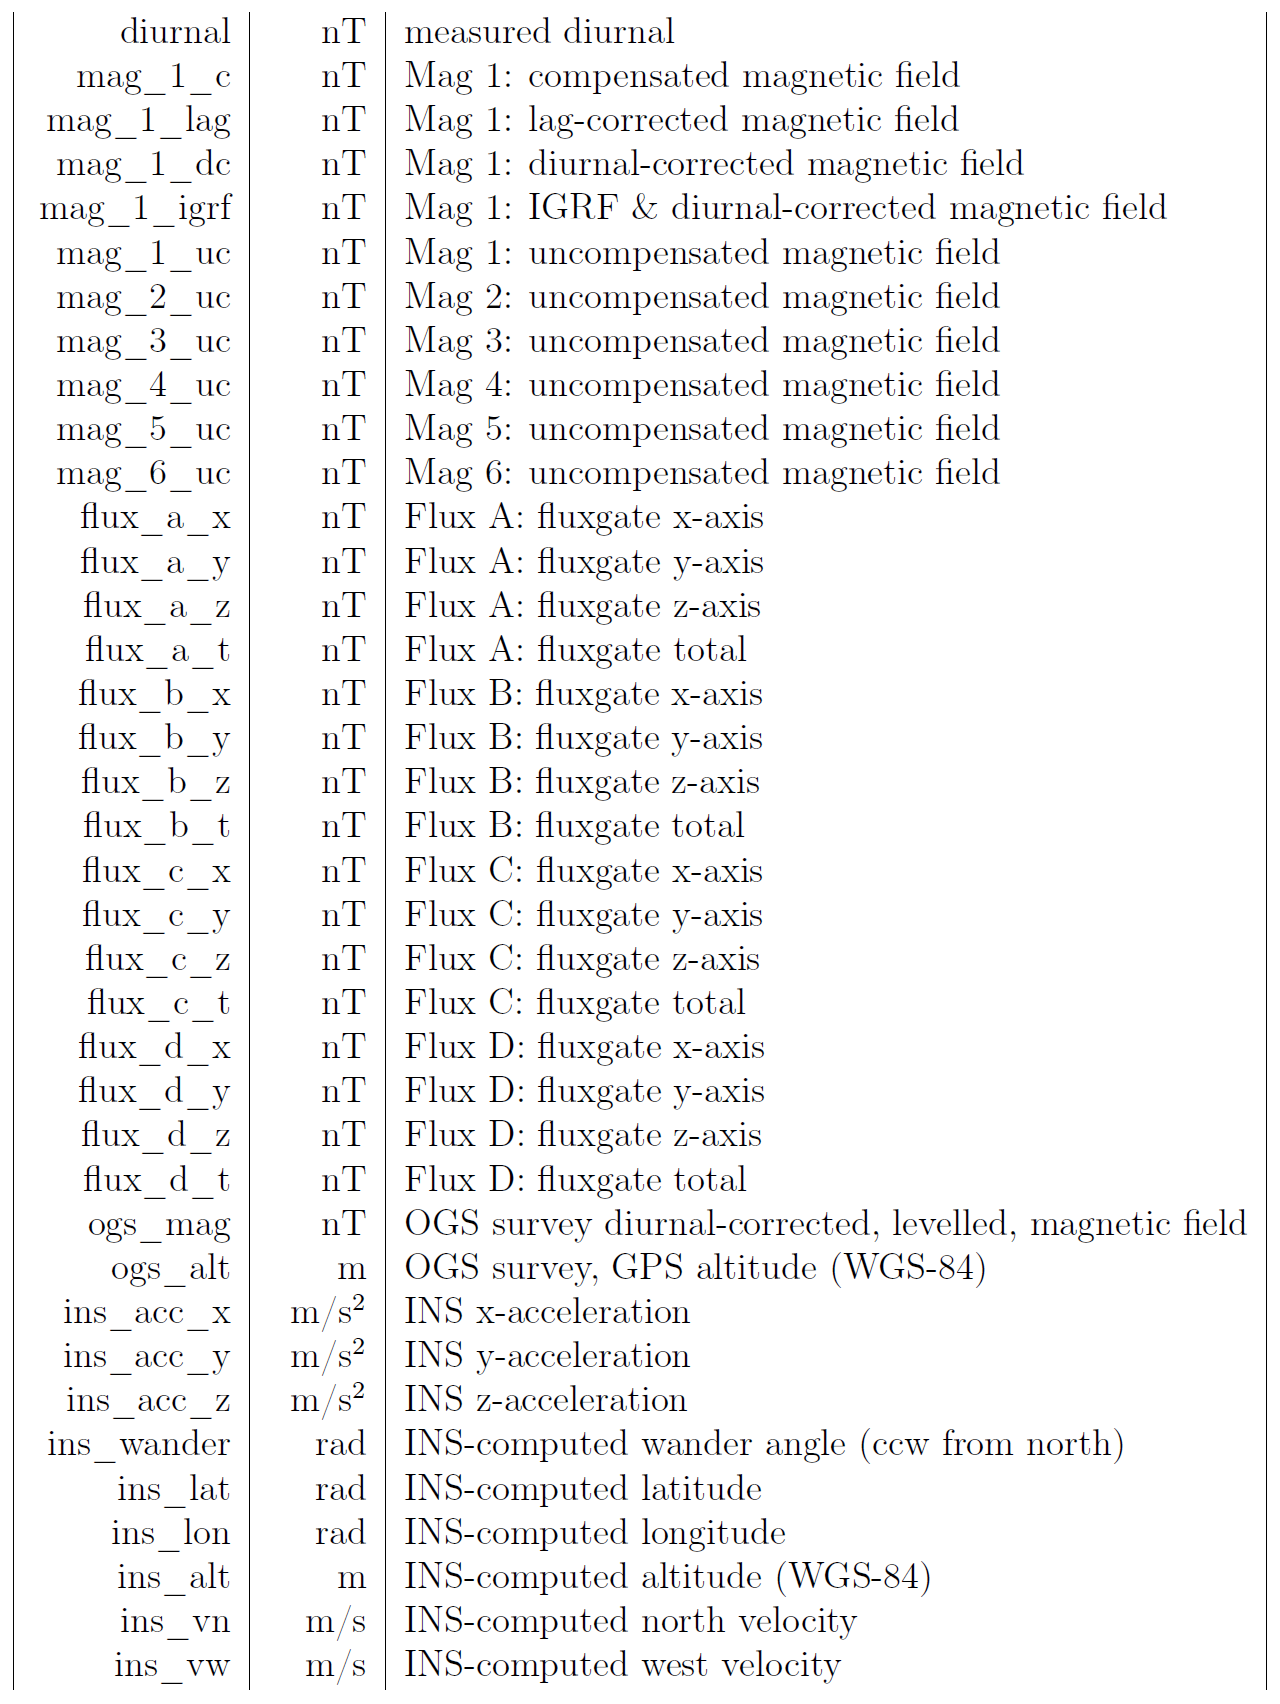 diurnal nT measured diurnal
mag_1_c nT Mag 1: compensated magnetic field
mag_1_lag nT Mag 1: lag-corrected magnetic field
mag_1_dc nT Mag 1: diurnal-corrected magnetic field
mag_1_igrf nT Mag 1: IGRF & diurnal-corrected magnetic field
mag_1_uc nT Mag 1: uncompensated magnetic field
mag_2_uc nT Mag 2: uncompensated magnetic field
mag_3_uc nT Mag 3: uncompensated magnetic field
mag_4_uc nT Mag 4: uncompensated magnetic field
mag_5_uc nT Mag 5: uncompensated magnetic field
mag_6_uc nT Mag 6: uncompensated magnetic field
flux_a_x nT Flux A: fluxgate x-axis
flux_a_y nT Flux A: fluxgate y-axis
flux_a_z nT Flux A: fluxgate z-axis
flux_a_t nT Flux A: fluxgate total
flux_b_x nT Flux B: fluxgate x-axis
flux_b_y nT Flux B: fluxgate y-axis
flux_b_z nT Flux B: fluxgate z-axis
flux_b_t nT Flux B: fluxgate total
flux_c_x nT Flux C: fluxgate x-axis
flux_c_y nT Flux C: fluxgate y-axis
flux_c_z nT Flux C: fluxgate z-axis
flux_c_t nT Flux C: fluxgate total
flux_d_x nT Flux D: fluxgate x-axis
flux_d_y nT Flux D: fluxgate y-axis
flux_d_z nT Flux D: fluxgate z-axis
flux_d_t nT Flux D: fluxgate total
ogs_mag nT OGS survey diurnal-corrected, levelled, magnetic field
ogs_alt m OGS survey, GPS altitude (WGS-84)
ins_acc_x m/s² INS x-acceleration
ins_acc_y m/s² INS y-acceleration
ins_acc_z m/s² INS z-acceleration
ins_wander rad INS-computed wander angle (ccw from north)
ins_lat rad INS-computed latitude
ins_lon rad INS-computed longitude
ins_alt m INS-computed altitude (WGS-84)
ins_vn m/s INS-computed north velocity
ins_vw m/s INS-computed west velocity